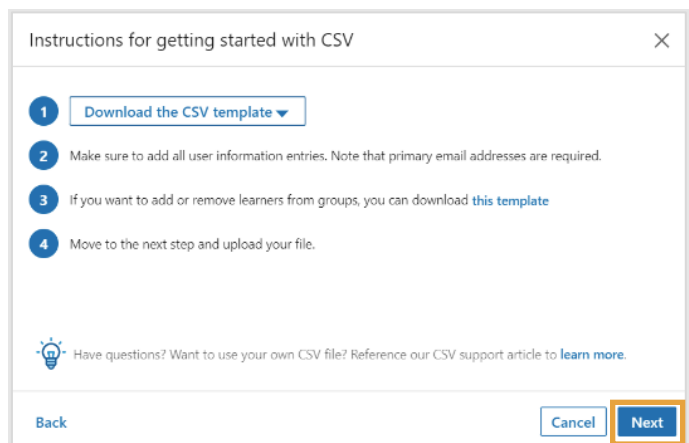 Instructions for getting started with CSV
1 Download the CSV template
2 Make sure to add all user information entries. Note that primary email addresses are required.
3 If you want to add or remove learners from groups, you can download this template
4 Move to the next step and upload your file.
Have questions? Want to use your own CSV file? Reference our CSV support article to learn more.
Back Cancel Next